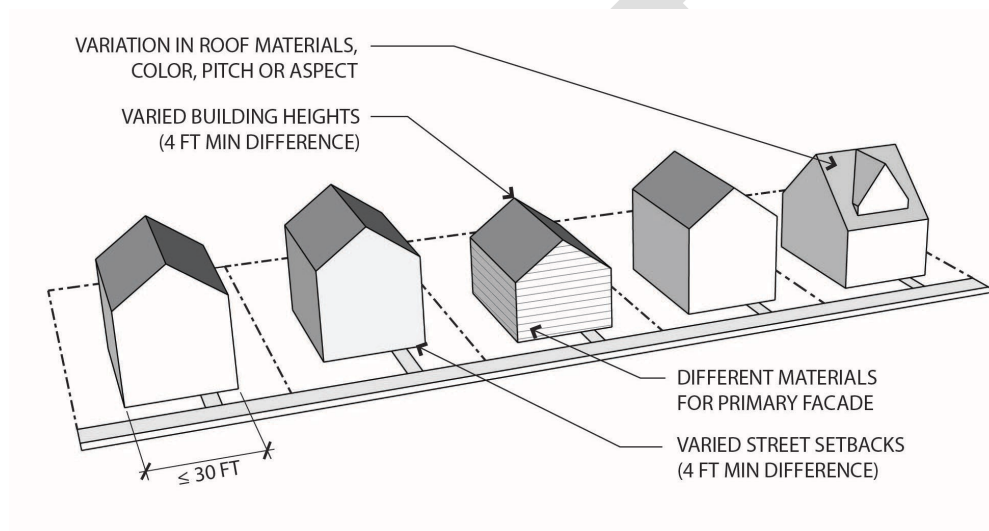 VARIATION IN ROOF MATERIALS,
COLOR, PITCH OR ASPECT
VARIED BUILDING HEIGHTS
(4 FT MIN DIFFERENCE)
DIFFERENT MATERIALS
FOR PRIMARY FACADE
VARIED STREET SETBACKS
(4 FT MIN DIFFERENCE)
≤ 30 FT